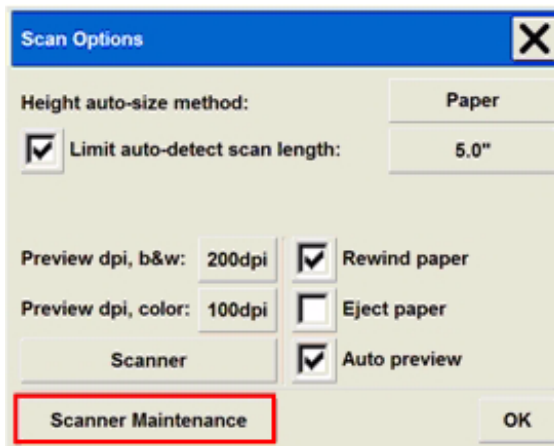 Scan Options
Height auto-size method: Paper
Limit auto-detect scan length: 5.0"
Preview dpi, b&w: 200dpi Rewind paper
Preview dpi, color: 100dpi Eject paper
Scanner Auto preview
Scanner Maintenance OK